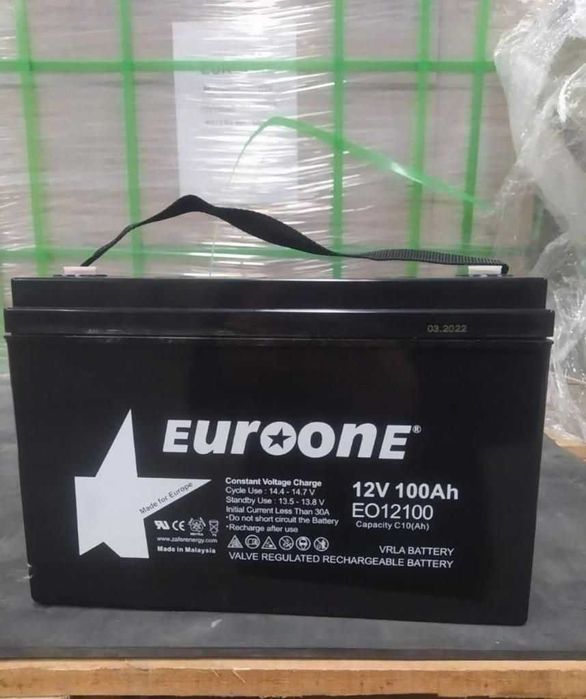 03.2022
EUROONE®
Made for Europe
Constant Voltage Charge
Cycle Use : 14.4 - 14.7 V
Standby Use : 13.5 - 13.8 V
Initial Current Less Than 30A
•Do not short circuit the Battery
•Recharge after use
12V 100Ah
EO12100
Capacity C10(Ah)
www.zaferenergy.com
Made in Malaysia
VRLA BATTERY
VALVE REGULATED RECHARGEABLE BATTERY